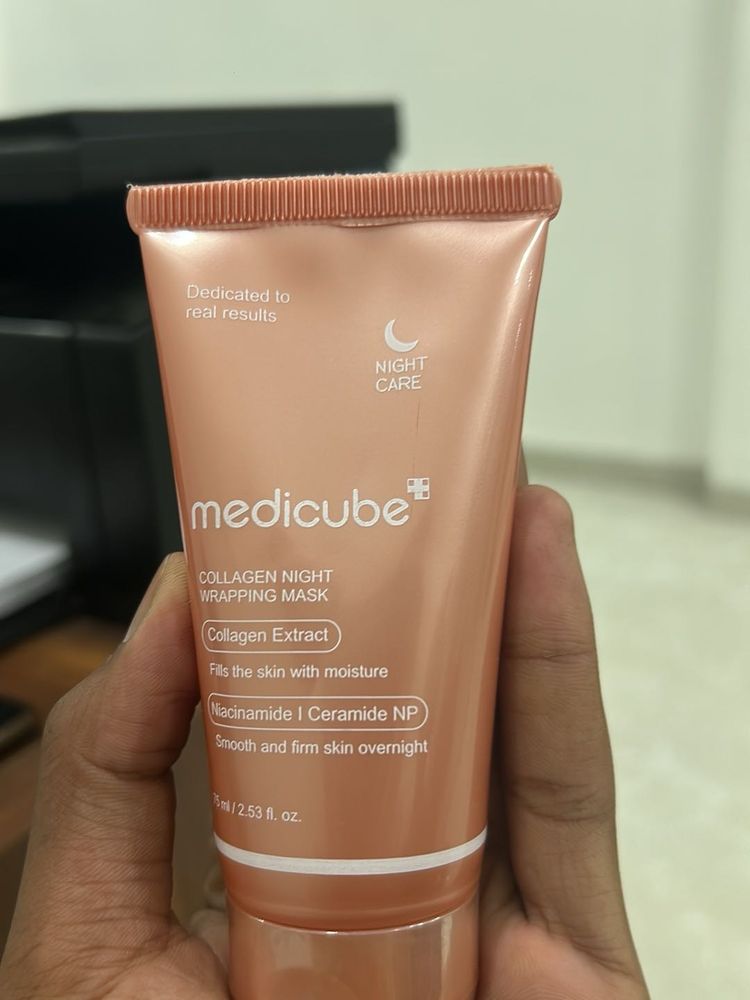 Dedicated to
real results
NIGHT
CARE
medicube
COLLAGEN NIGHT
WRAPPING MASK
Collagen Extract
Fills the skin with moisture
Niacinamide | Ceramide NP
Smooth and firm skin overnight
75 ml / 2.53 fl. oz.